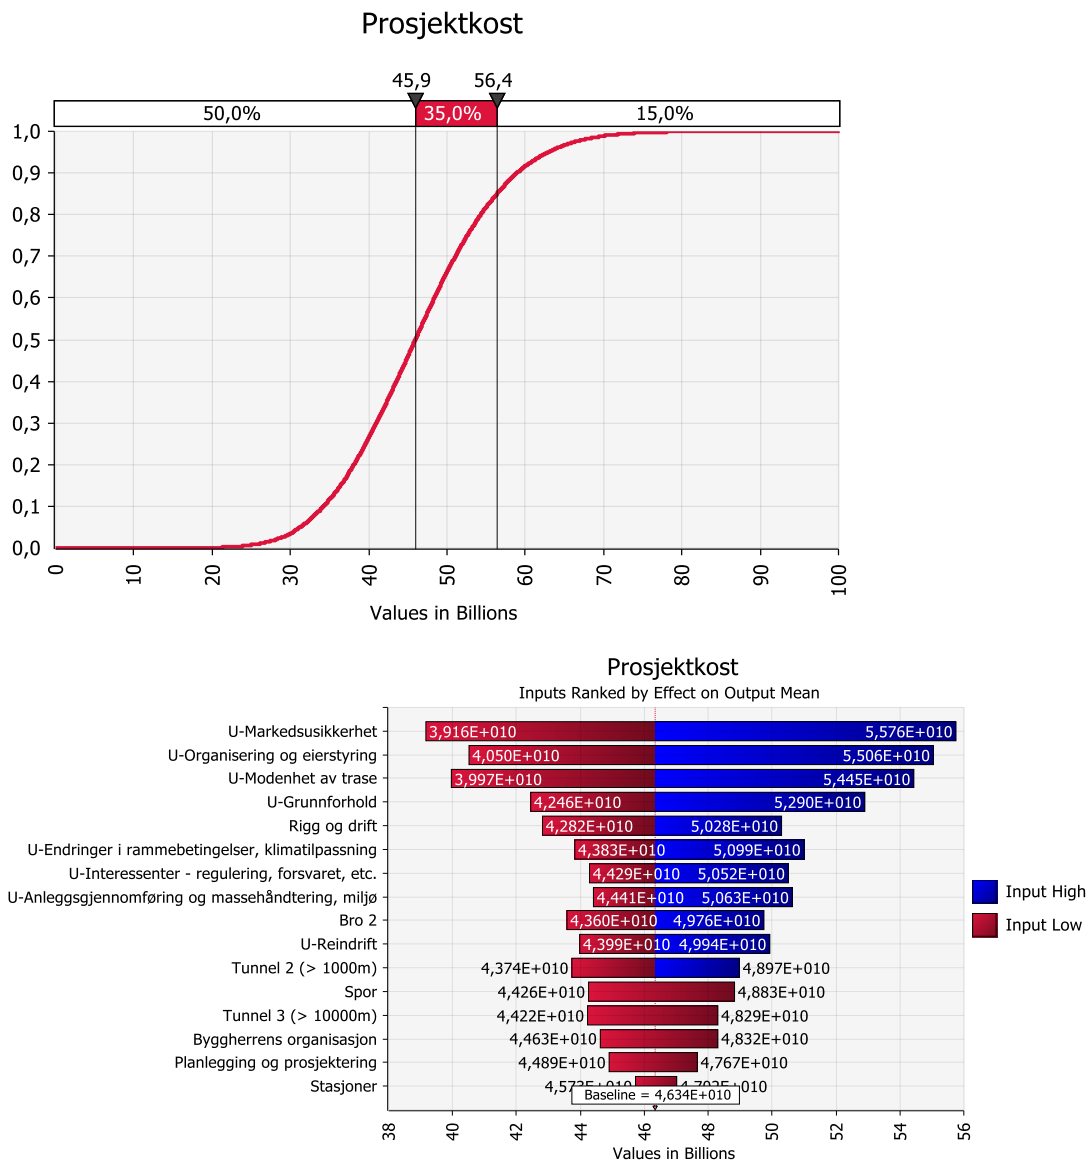 Prosjektkost
45,9 56,4
50,0% 35,0% 15,0%
1,0
0,9
0,8
0,7
0,6
0,5
0,4
0,3
0,2
0,1
0,0
0 10 20 30 40 50 60 70 80 90 100
Values in Billions
Prosjektkost
Inputs Ranked by Effect on Output Mean
U-Markedsusikkerhet 3,916E+010 5,576E+010
U-Organisering og eierstyring 4,050E+010 5,506E+010
U-Modenhet av trase 3,997E+010 5,445E+010
U-Grunnforhold 4,246E+010 5,290E+010
Rigg og drift 4,282E+010 5,028E+010
U-Endringer i rammebetingelser, klimatilpassning 4,383E+010 5,099E+010
U-Interessenter - regulering, forsvaret, etc. 4,429E+010 5,052E+010
U-Anleggsgjennomføring og massehåndtering, miljø 4,441E+010 5,063E+010
Input High
Bro 2 4,360E+010 4,976E+010
Input Low
U-Reindrift 4,399E+010 4,994E+010
Tunnel 2 (> 1000m) 4,374E+010 4,897E+010
Spor 4,426E+010 4,883E+010
Tunnel 3 (> 10000m) 4,422E+010 4,829E+010
Byggherrens organisasjon 4,463E+010 4,832E+010
Planlegging og prosjektering 4,489E+010 4,767E+010
Stasjoner
Baseline = 4,634E+010
38 40 42 44 46 48 50 52 54 56
Values in Billions